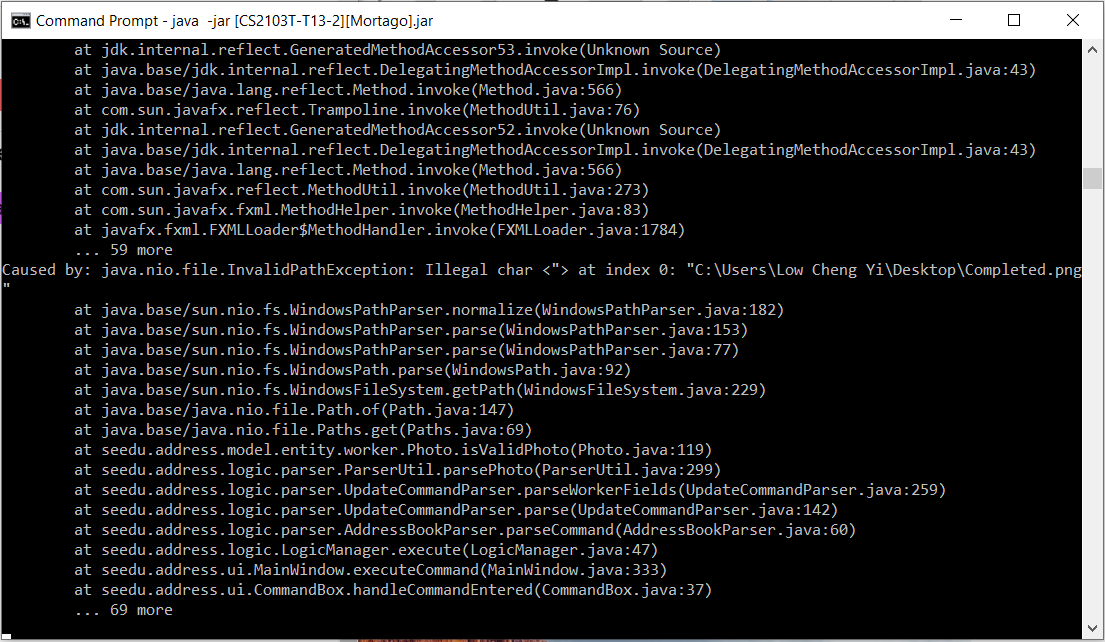 Command Prompt - java  -jar [CS2103T-T13-2][Mortago].jar
at jdk.internal.reflect.GeneratedMethodAccessor53.invoke(Unknown Source)
at java.base/jdk.internal.reflect.DelegatingMethodAccessorImpl.invoke(DelegatingMethodAccessorImpl.java:43)
at java.base/java.lang.reflect.Method.invoke(Method.java:566)
at com.sun.javafx.reflect.Trampoline.invoke(MethodUtil.java:76)
at jdk.internal.reflect.GeneratedMethodAccessor52.invoke(Unknown Source)
at java.base/jdk.internal.reflect.DelegatingMethodAccessorImpl.invoke(DelegatingMethodAccessorImpl.java:43)
at java.base/java.lang.reflect.Method.invoke(Method.java:566)
at com.sun.javafx.reflect.MethodUtil.invoke(MethodUtil.java:273)
at com.sun.javafx.fxml.MethodHelper.invoke(MethodHelper.java:83)
at javafx.fxml.FXMLLoader$MethodHandler.invoke(FXMLLoader.java:1784)
... 59 more
Caused by: java.nio.file.InvalidPathException: Illegal char <"> at index 0: "C:\Users\Low Cheng Yi\Desktop\Completed.png
"
at java.base/sun.nio.fs.WindowsPathParser.normalize(WindowsPathParser.java:182)
at java.base/sun.nio.fs.WindowsPathParser.parse(WindowsPathParser.java:153)
at java.base/sun.nio.fs.WindowsPathParser.parse(WindowsPathParser.java:77)
at java.base/sun.nio.fs.WindowsPath.parse(WindowsPath.java:92)
at java.base/sun.nio.fs.WindowsFileSystem.getPath(WindowsFileSystem.java:229)
at java.base/java.nio.file.Path.of(Path.java:147)
at java.base/java.nio.file.Paths.get(Paths.java:69)
at seedu.address.model.entity.worker.Photo.isValidPhoto(Photo.java:119)
at seedu.address.logic.parser.ParserUtil.parsePhoto(ParserUtil.java:299)
at seedu.address.logic.parser.UpdateCommandParser.parseWorkerFields(UpdateCommandParser.java:259)
at seedu.address.logic.parser.UpdateCommandParser.parse(UpdateCommandParser.java:142)
at seedu.address.logic.parser.AddressBookParser.parseCommand(AddressBookParser.java:60)
at seedu.address.logic.LogicManager.execute(LogicManager.java:47)
at seedu.address.ui.MainWindow.executeCommand(MainWindow.java:333)
at seedu.address.ui.CommandBox.handleCommandEntered(CommandBox.java:37)
... 69 more